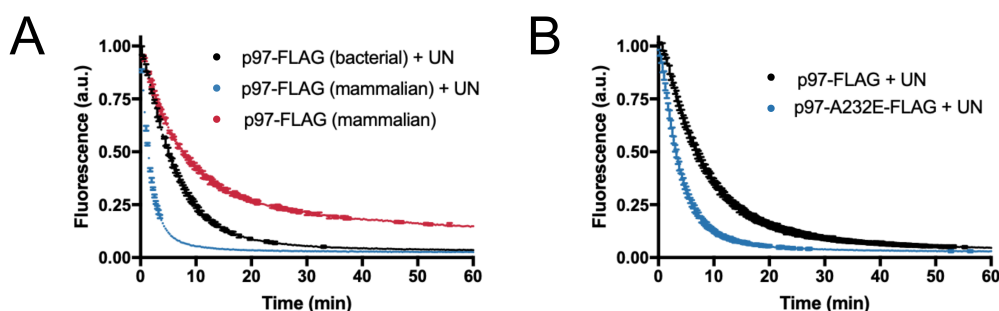 A
Fluorescence (a.u.)
1.00
0.75
0.50
0.25
0.00
p97-FLAG (bacterial) + UN
p97-FLAG (mammalian) + UN
p97-FLAG (mammalian)
0 10 20 30 40 50 60
Time (min)
B
Fluorescence (a.u.)
1.00
0.75
0.50
0.25
0.00
p97-FLAG + UN
p97-A232E-FLAG + UN
0 10 20 30 40 50 60
Time (min)